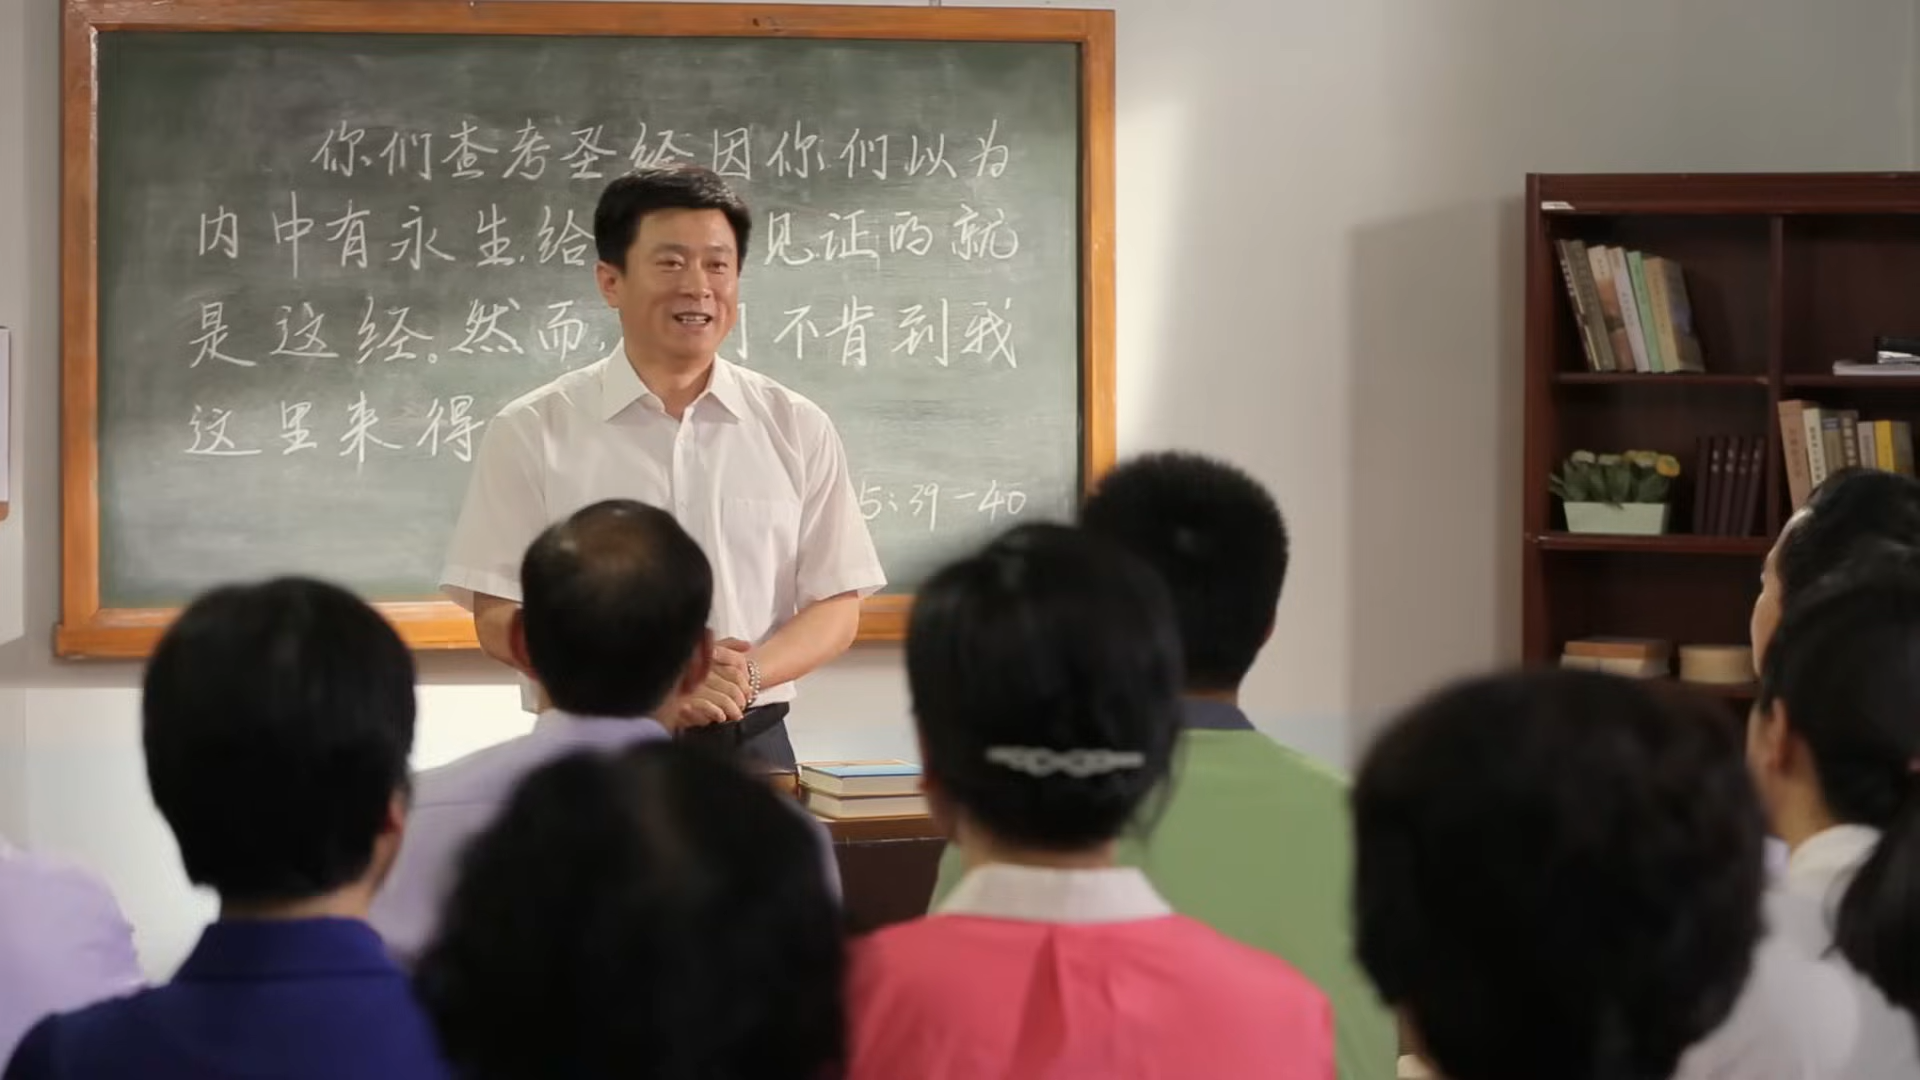 你们查考圣经因你们以为
内中有永生给 见证的就
是这经。然而, 不肯到我
这里来得
5:39-40